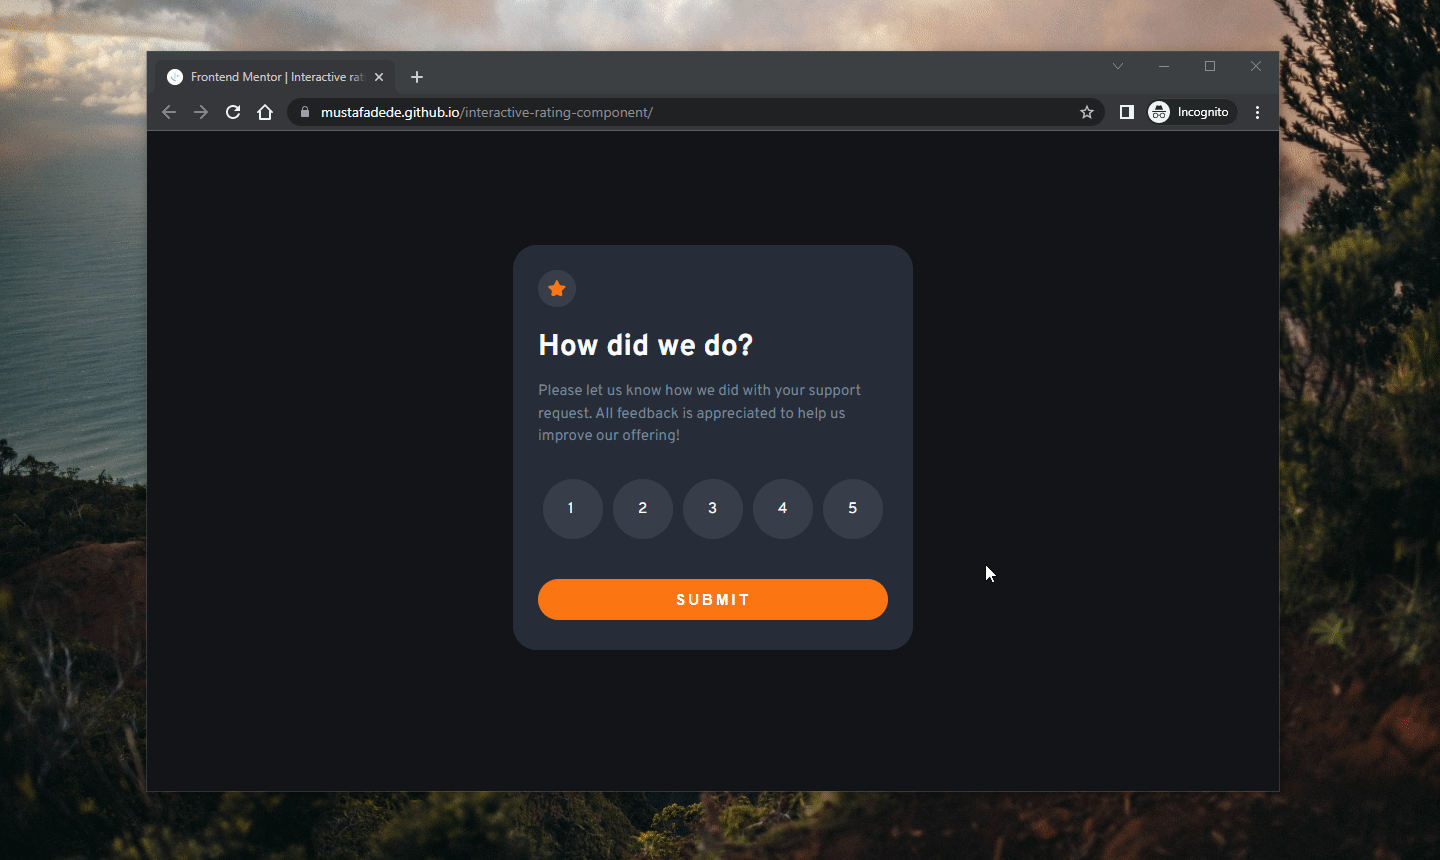 Frontend Mentor | Interactive rat
mustafadede.github.io/interactive-rating-component/
Incognito
How did we do?
Please let us know how we did with your support
request. All feedback is appreciated to help us
improve our offering!
1 2 3 4 5
SUBMIT